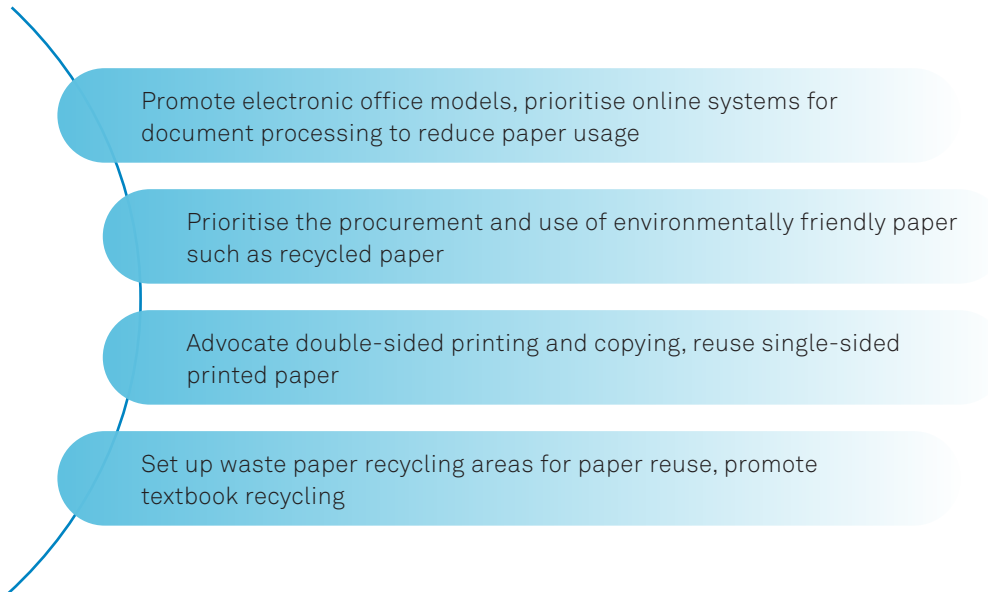 Promote electronic office models, prioritise online systems for
document processing to reduce paper usage
Prioritise the procurement and use of environmentally friendly paper
such as recycled paper
Advocate double-sided printing and copying, reuse single-sided
printed paper
Set up waste paper recycling areas for paper reuse, promote
textbook recycling